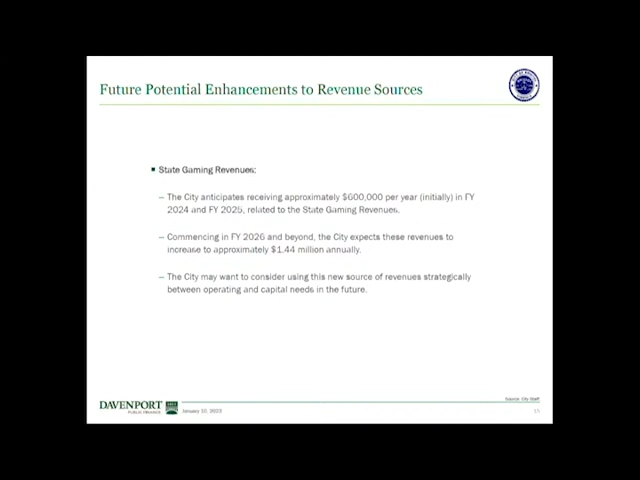 Future Potential Enhancements to Revenue Sources
▪ State Gaming Revenues:
– The City anticipates receiving approximately $600,000 per year (initially) in FY
2024 and FY 2025, related to the State Gaming Revenues.
– Commencing in FY 2026 and beyond, the City expects these revenues to
increase to approximately $1.44 million annually.
– The City may want to consider using this new source of revenues strategically
between operating and capital needs in the future.
Source: City Staff
DAVENPORT
PUBLIC FINANCE
January 10, 2023